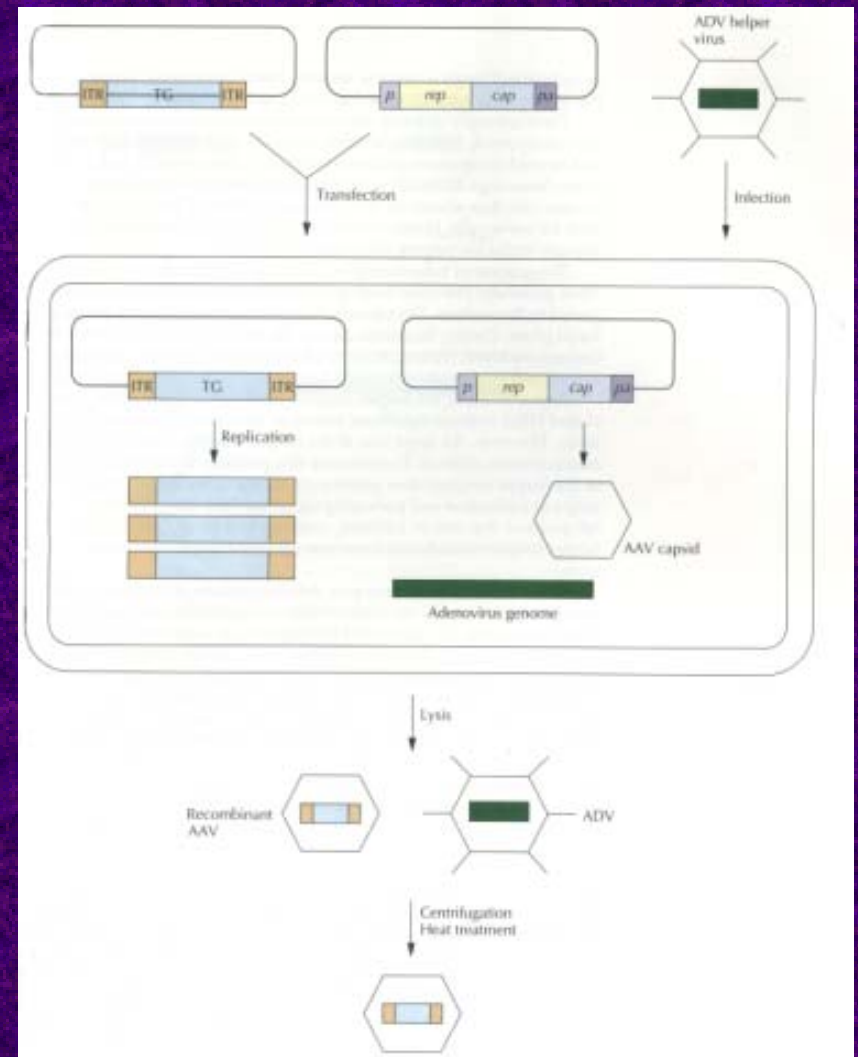 ADV helper
virus
ITR TG ITR
p rep cap pa
Transfection
Infection
ITR TG ITR
p rep cap pa
Replication
AAV capsid
Adenovirus genome
Lysis
Recombinant
AAV
ADV
Centrifugation
Heat treatment